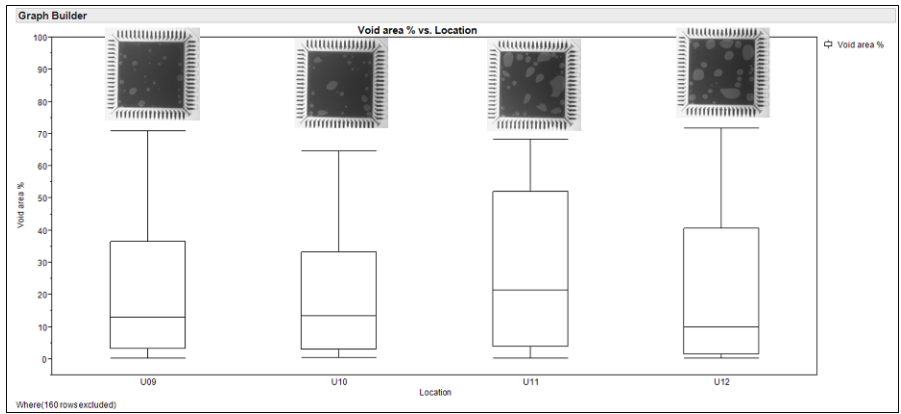 Graph Builder
Void area % vs. Location
Void area %
100
90
80
70
60
50
40
30
20
10
0
Void area %
U09
U10
U11
U12
Location
Where(160 rows excluded)